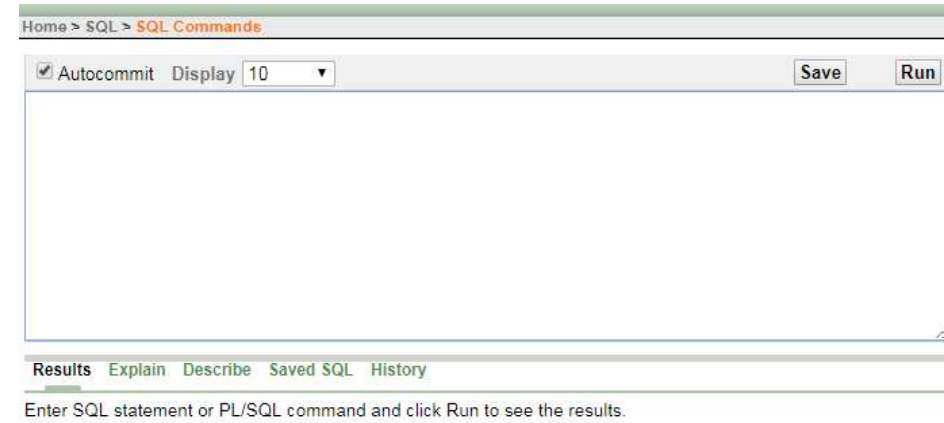 Home > SQL > SQL Commands
Autocommit Display 10 Save Run
Results Explain Describe Saved SQL History
Enter SQL statement or PL/SQL command and click Run to see the results.